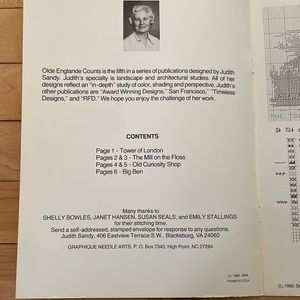 Olde Englande Counts is the fifth in a series of publications designed by Judith
Sandy. Judith's specialty is landscape and architectural studies. All of her
designs reflect an "in-depth" study of color, shading and perspective. Judith's
other publications are "Award Winning Designs," "San Francisco," "Timeless
Designs," and "RFD." We hope you enjoy the challenge of her work.
CONTENTS
Page 1 - Tower of London
Pages 2 & 3 - The Mill on the Floss
Pages 4 & 5 - Old Curiosity Shop
Pages 6 - Big Ben
Many thanks to
SHELLY BOWLES, JANET HANSEN, SUSAN SEALS, and EMILY STALLINGS
for their stitching time.
Send a self-addressed, stamped envelope for response to any questions.
Judith Sandy, 406 Eastview Terrace S.W., Blacksburg, VA 24060
GRAPHIQUE NEEDLE ARTS, P. O. Box 7343, High Point, NC 27264
© 1982, GNA
Printed in U.S.A.
© 1982, GNA